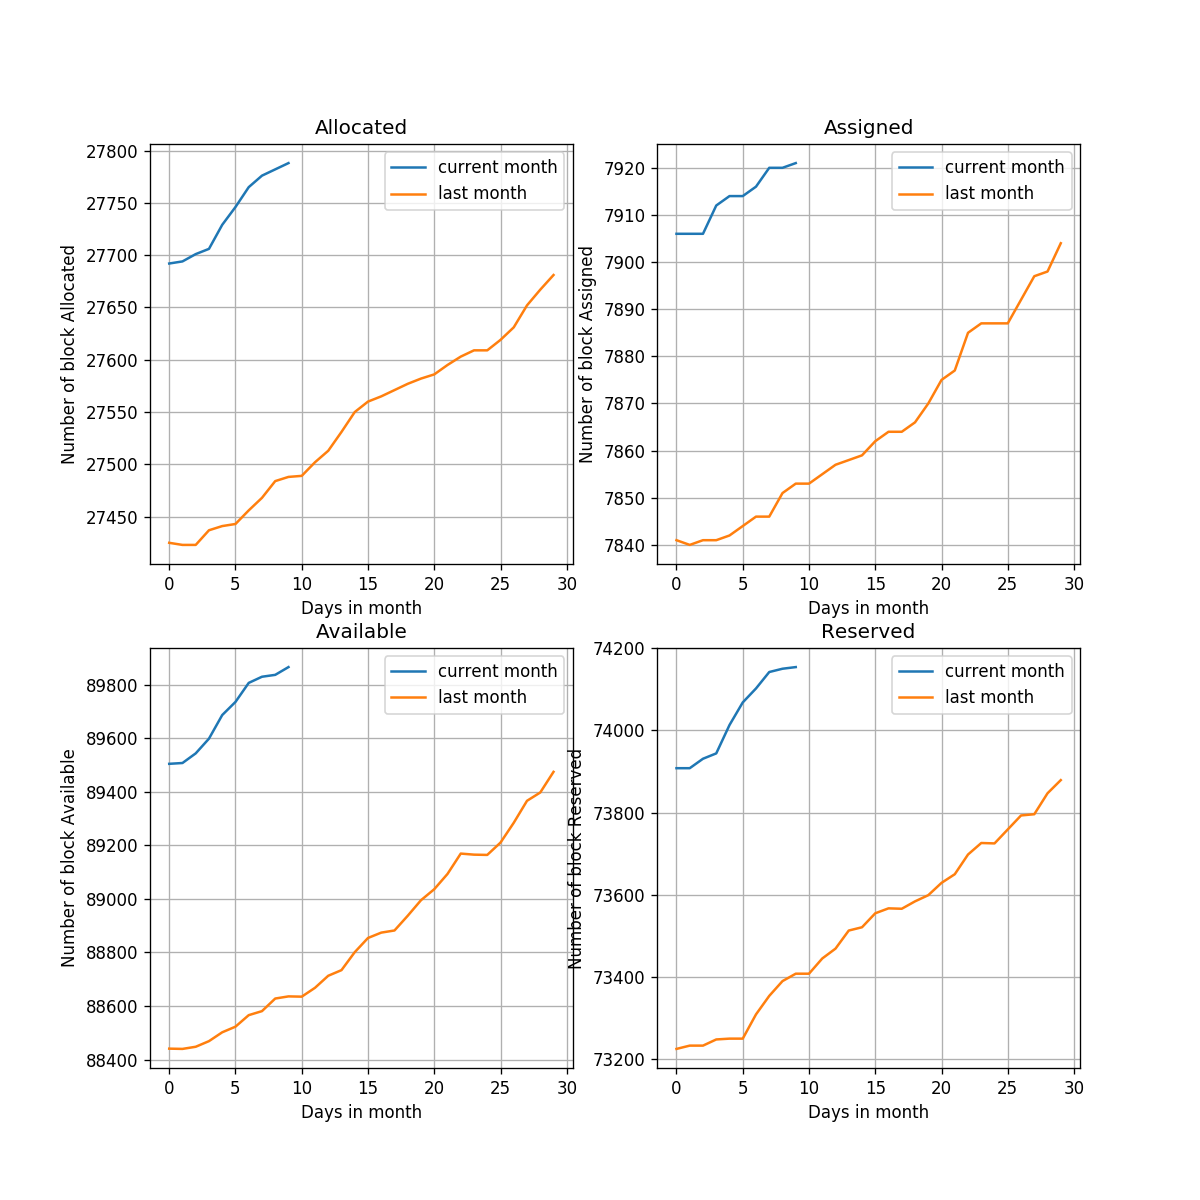 Allocated
Number of block Allocated
27800
27750
27700
27650
27600
27550
27500
27450
current month
last month
0 5 10 15 20 25 30
Days in month
Assigned
Number of block Assigned
7920
7910
7900
7890
7880
7870
7860
7850
7840
current month
last month
0 5 10 15 20 25 30
Days in month
Available
Number of block Available
89800
89600
89400
89200
89000
88800
88600
88400
current month
last month
0 5 10 15 20 25 30
Days in month
Reserved
Number of block Reserved
74200
74000
73800
73600
73400
73200
current month
last month
0 5 10 15 20 25 30
Days in month